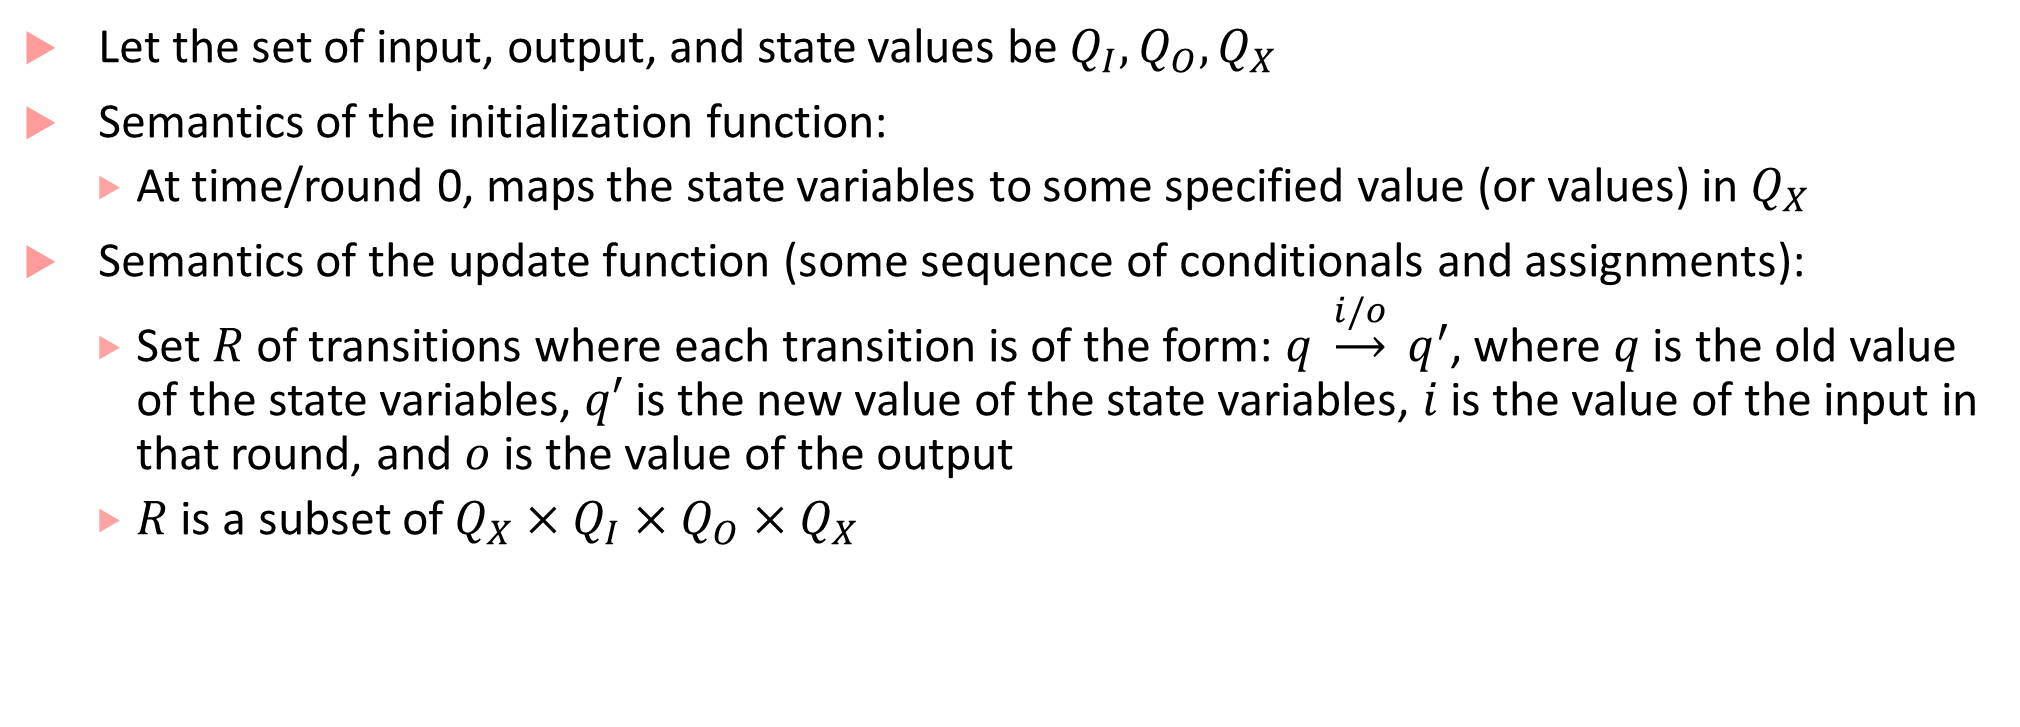 Let the set of input, output, and state values be Q_I, Q_O, Q_X
Semantics of the initialization function:
At time/round 0, maps the state variables to some specified value (or values) in Q_X
Semantics of the update function (some sequence of conditionals and assignments):
Set R of transitions where each transition is of the form: q \xrightarrow{i/o} q′, where q is the old value
of the state variables, q′ is the new value of the state variables, i is the value of the input in
that round, and o is the value of the output
R is a subset of Q_X × Q_I × Q_O × Q_X